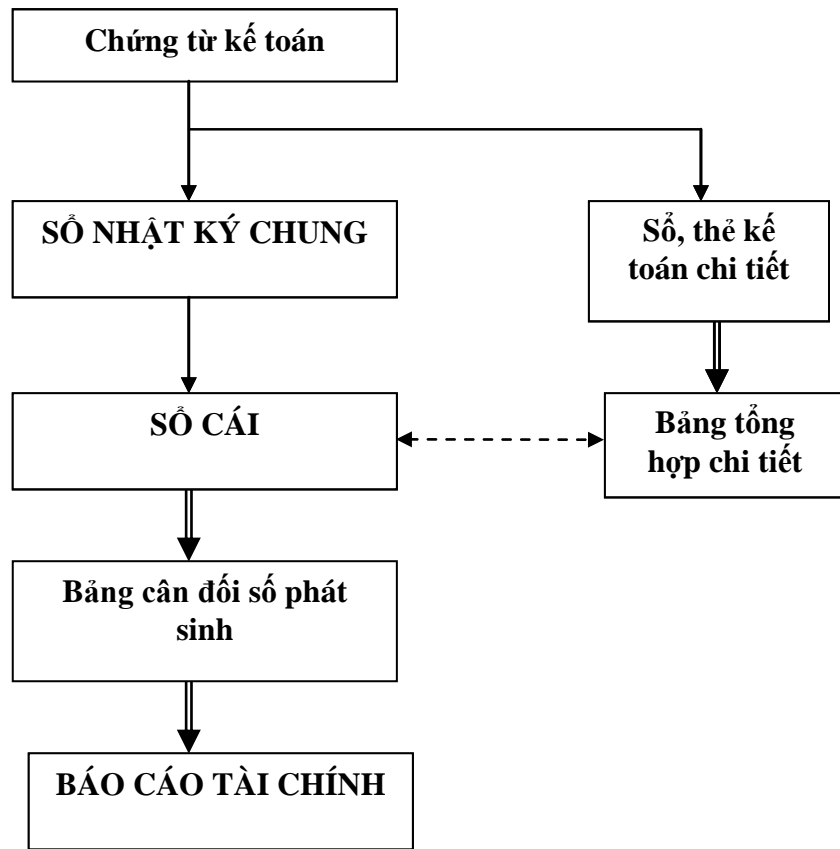 Chứng từ kế toán
SỔ NHẬT KÝ CHUNG
Sổ, thẻ kế
toán chi tiết
SỔ CÁI
Bảng tổng
hợp chi tiết
Bảng cân đối số phát
sinh
BÁO CÁO TÀI CHÍNH